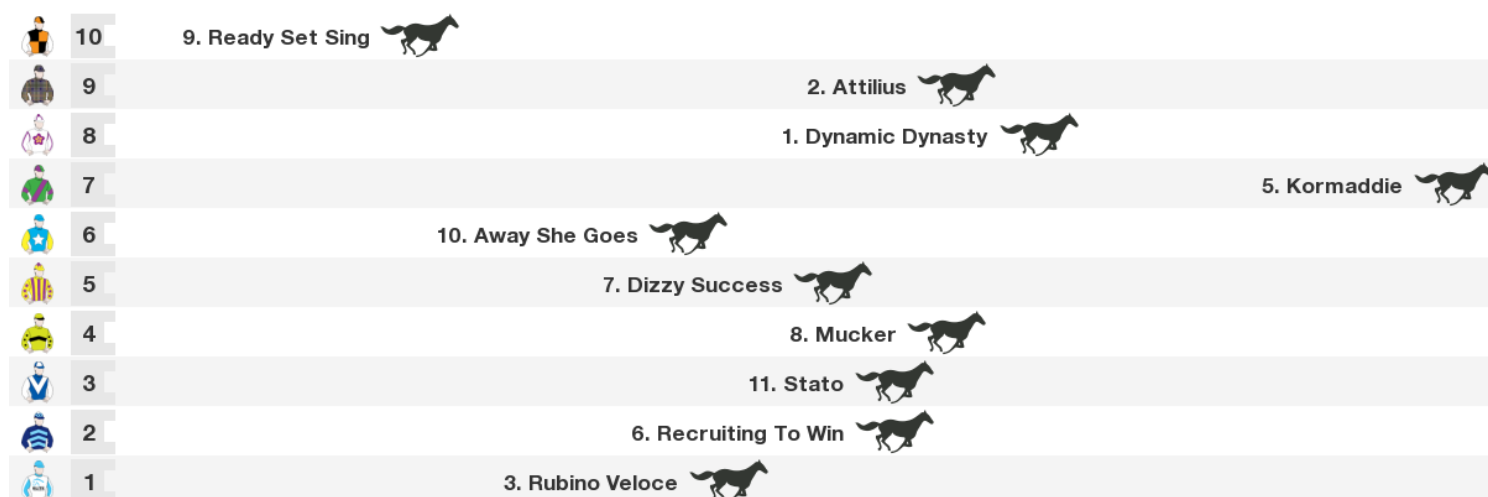 10 9. Ready Set Sing
9 2. Attilius
8 1. Dynamic Dynasty
7 5. Kormaddie
6 10. Away She Goes
5 7. Dizzy Success
4 8. Mucker
3 11. Stato
2 6. Recruiting To Win
1 3. Rubino Veloce